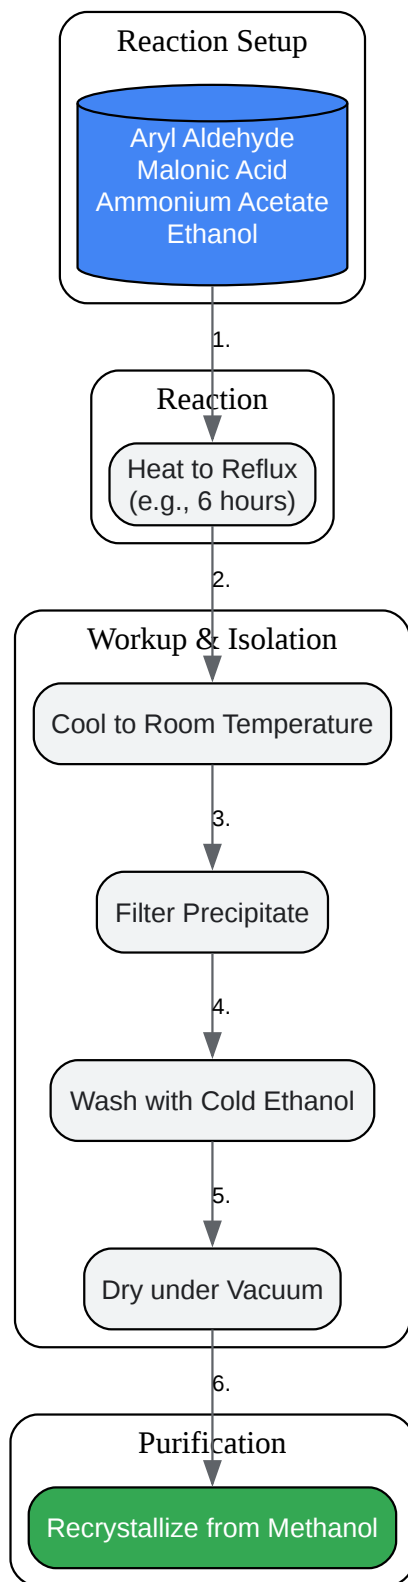 Reaction Setup
Aryl Aldehyde
Malonic Acid
Ammonium Acetate
Ethanol
1.
Reaction
Heat to Reflux
(e.g., 6 hours)
2.
Workup & Isolation
Cool to Room Temperature
3.
Filter Precipitate
4.
Wash with Cold Ethanol
5.
Dry under Vacuum
6.
Purification
Recrystallize from Methanol